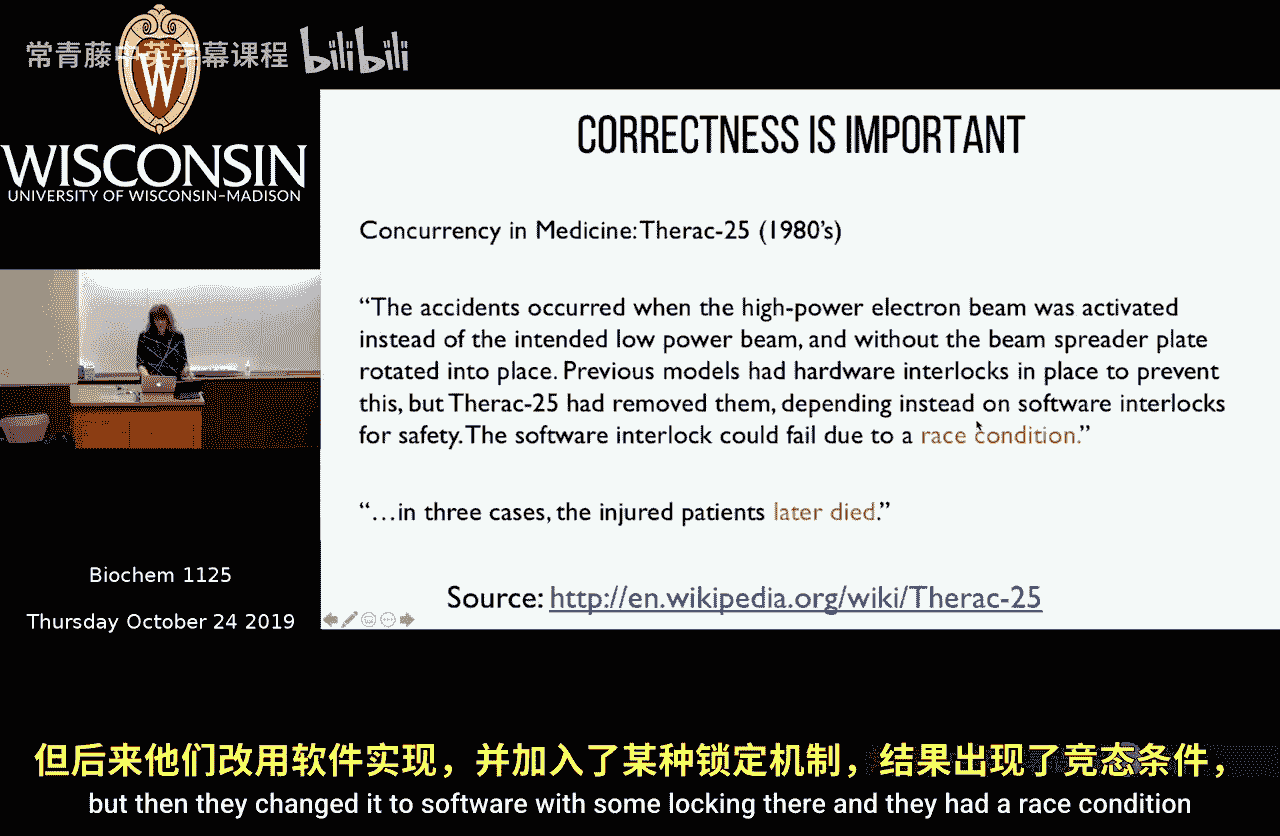 常青藤中英字幕课程 bilibili
W
WISCONSIN
UNIVERSITY OF WISCONSIN–MADISON
CORRECTNESS IS IMPORTANT
Concurrency in Medicine: Therac-25 (1980's)
“The accidents occurred when the high-power electron beam was activated
instead of the intended low power beam, and without the beam spreader plate
rotated into place. Previous models had hardware interlocks in place to prevent
this, but Therac-25 had removed them, depending instead on software interlocks
for safety. The software interlock could fail due to a race condition.”
“…in three cases, the injured patients later died.”
Source: http://en.wikipedia.org/wiki/Therac-25
Biochem 1125
Thursday October 24 2019
但后来他们改用软件实现，并加入了某种锁定机制，结果出现了竞态条件，
but then they changed it to software with some locking there and they had a race condition